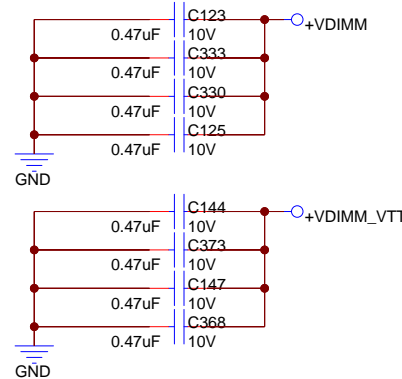 C123
+VDIMM
0.47uF 10V
C333
0.47uF 10V
C330
0.47uF 10V
C125
0.47uF 10V
GND
C144
+VDIMM_VTT
0.47uF 10V
C373
0.47uF 10V
C147
0.47uF 10V
C368
0.47uF 10V
GND